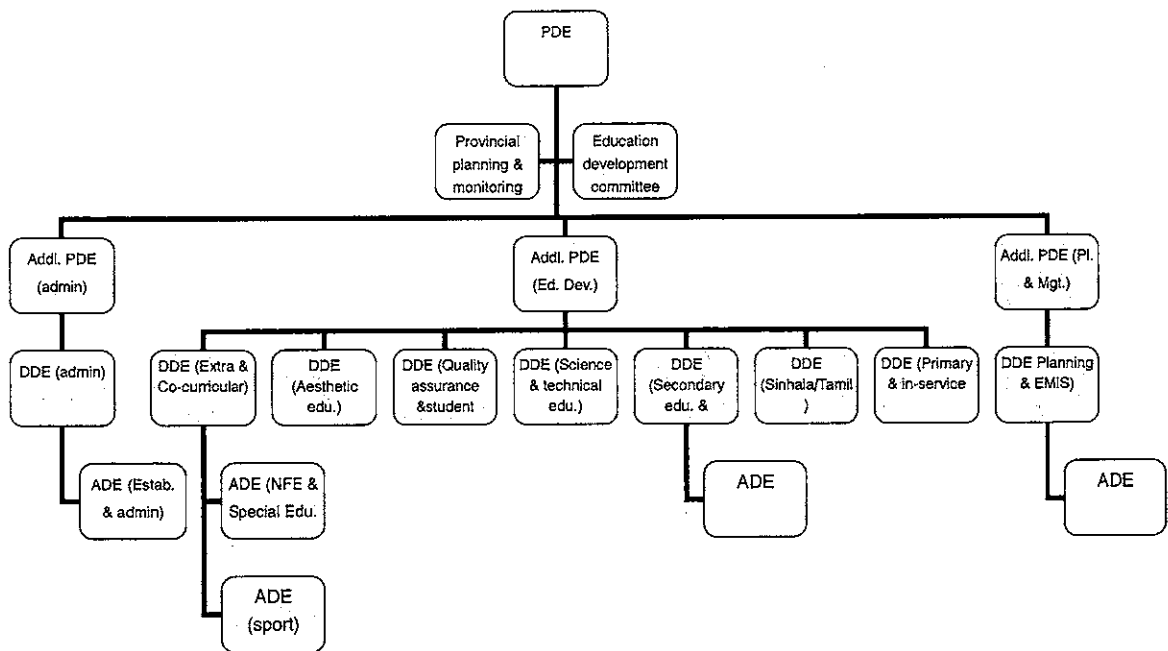 PDE
Provincial
planning &
monitoring
Education
development
committee
Addl. PDE
(admin)
Addl. PDE
(Ed. Dev.)
Addl. PDE (Pl.
& Mgt.)
DDE (admin)
DDE (Extra &
Co-curricular)
DDE
(Aesthetic
edu.)
DDE (Quality
assurance
&student
DDE (Science
& technical
edu.)
DDE
(Secondary
edu. &
DDE
(Sinhala/Tamil
)
DDE (Primary
& in-service
DDE Planning
& EMIS)
ADE (Estab.
& admin)
ADE (NFE &
Special Edu.
ADE
ADE
ADE
(sport)